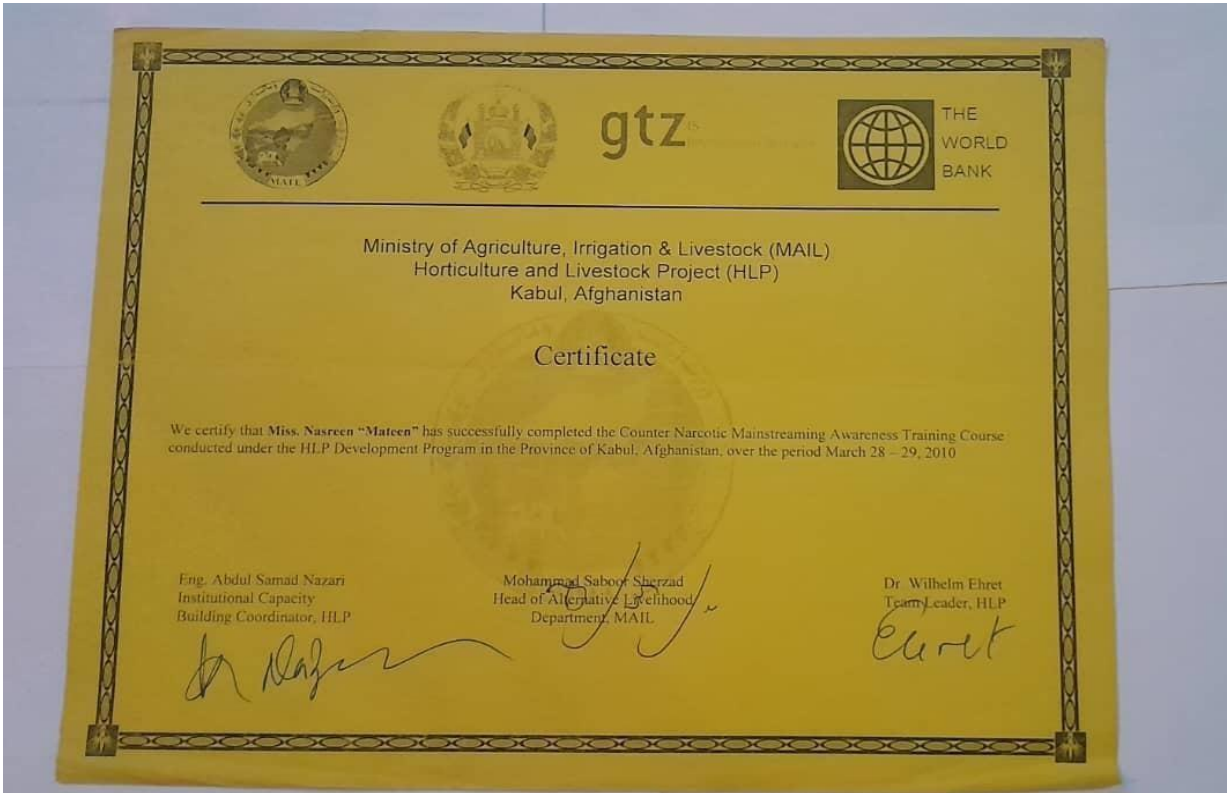 MATE
gtz
THE
WORLD
BANK
Ministry of Agriculture, Irrigation & Livestock (MAIL)
Horticulture and Livestock Project (HLP)
Kabul, Afghanistan
Certificate
We certify that Miss. Nasreen “Mateen” has successfully completed the Counter Narcotic Mainstreaming Awareness Training Course
conducted under the HLP Development Program in the Province of Kabul, Afghanistan, over the period March 28 – 29, 2010
Eng. Abdul Samad Nazari
Institutional Capacity
Building Coordinator, HLP
Mohammad Saboor Sherzad
Head of Alternative Livelihood
Department, MAIL
Dr. Wilhelm Ehret
Team Leader, HLP
Ehret